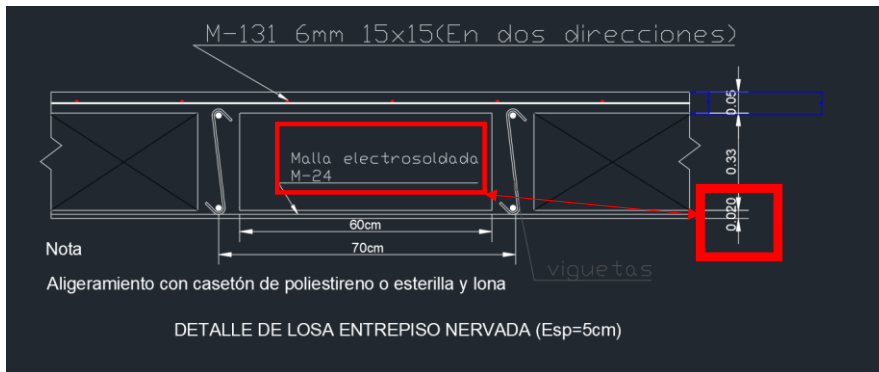 M-131 6mm 15x15(En dos direcciones)
0.05
Malla electrosoldada
M-24
0.33
0.020
60cm
70cm
Nota
viguetas
Aligeramiento con casetón de poliestireno o esterilla y lona
DETALLE DE LOSA ENTREPISO NERVADA (Esp=5cm)